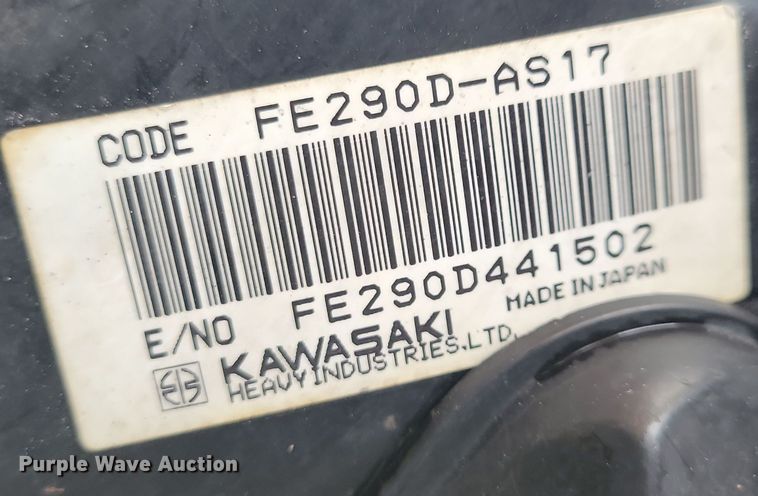 CODE FE290D-AS17
E/NO FE290D441502
KAWASAKI MADE IN JAPAN
HEAVY INDUSTRIES,LTD.
Purple Wave Auction